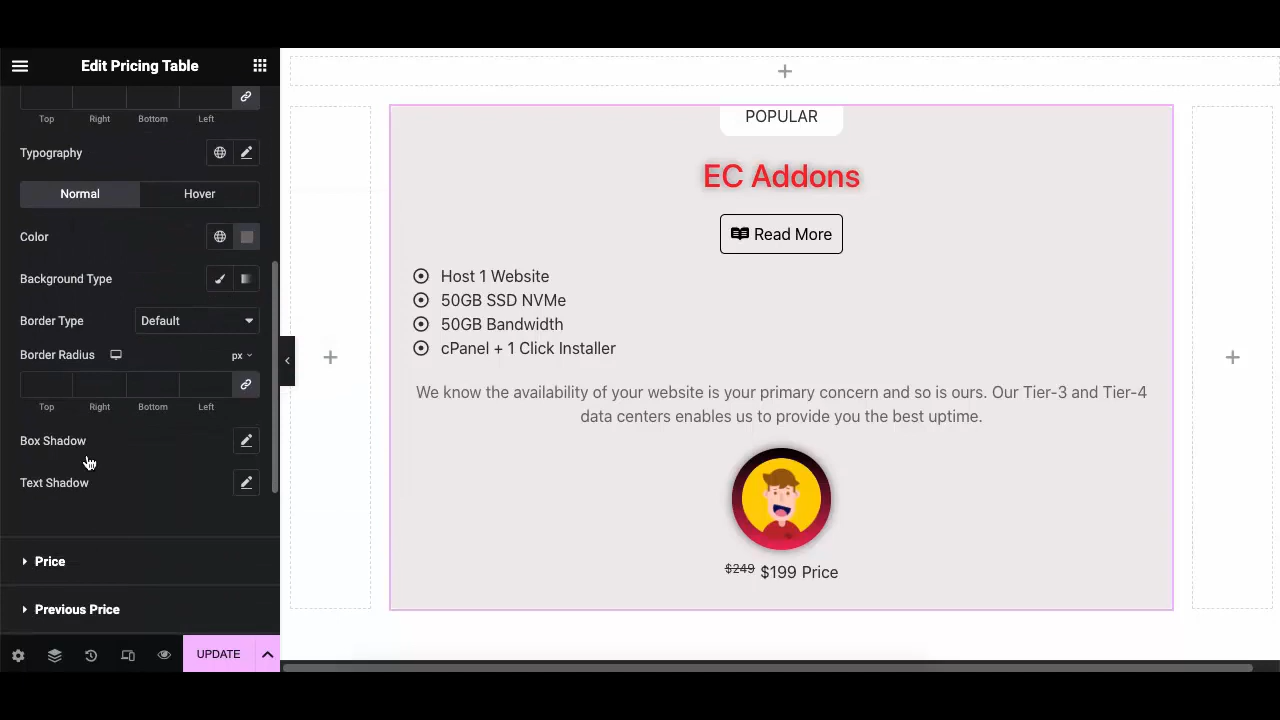 Edit Pricing Table
Top Right Bottom Left
Typography
Normal Hover
Color
Background Type
Border Type Default
Border Radius px
Top Right Bottom Left
Box Shadow
Text Shadow
Price
Previous Price
UPDATE
POPULAR
EC Addons
Read More
Host 1 Website
50GB SSD NVMe
50GB Bandwidth
cPanel + 1 Click Installer
We know the availability of your website is your primary concern and so is ours. Our Tier-3 and Tier-4
data centers enables us to provide you the best uptime.
$249 $199 Price